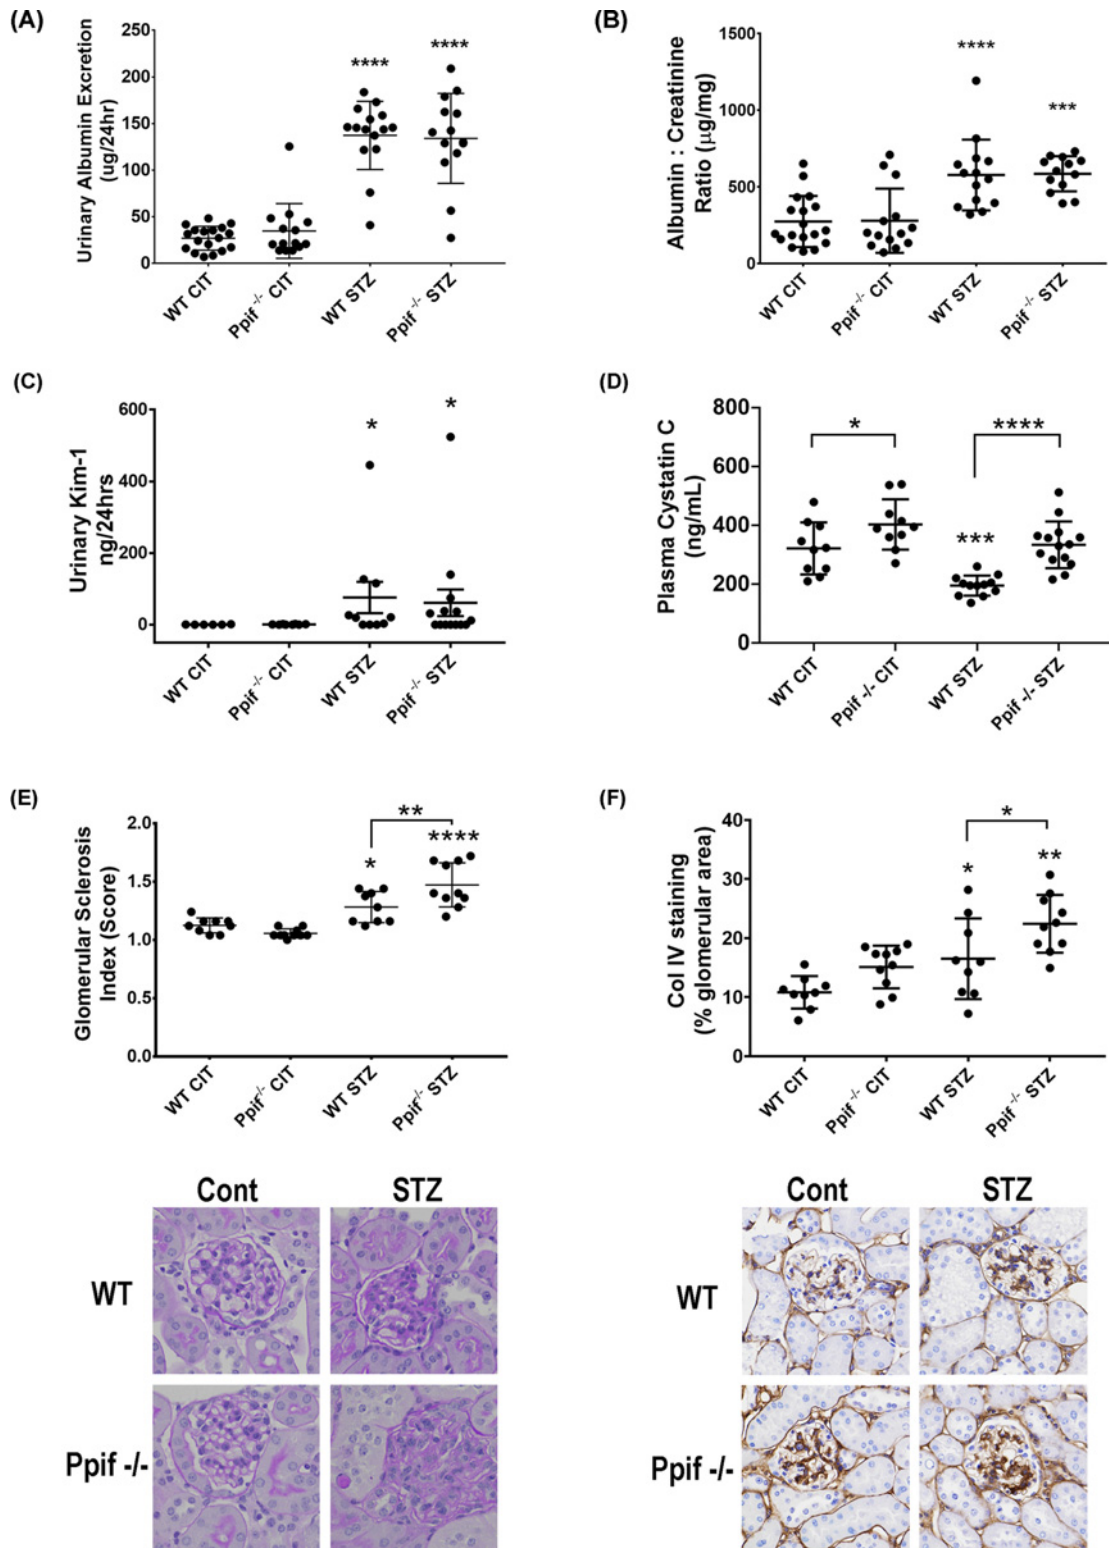 (A)
Urinary Albumin Excretion
(ug/24hr)
250
200
150
100
50
0
****
****
WT CIT
Ppif -/- CIT
WT STZ
Ppif -/- STZ
(B)
Albumin : Creatinine
Ratio (µg/mg)
1500
1000
500
0
****
***
WT CIT
Ppif -/- CIT
WT STZ
Ppif -/- STZ
(C)
Urinary Kim-1
ng/24hrs
600
400
200
0
*
*
WT CIT
Ppif -/- CIT
WT STZ
Ppif -/- STZ
(D)
Plasma Cystatin C
(ng/mL)
800
600
400
200
0
*
****
***
WT CIT
Ppif -/- CIT
WT STZ
Ppif -/- STZ
(E)
Glomerular Sclerosis
Index (Score)
2.0
1.5
1.0
0.5
0.0
**
*
****
WT CIT
Ppif -/- CIT
WT STZ
Ppif -/- STZ
(F)
Col IV staining
(% glomerular area)
40
30
20
10
0
*
*
**
WT CIT
Ppif -/- CIT
WT STZ
Ppif -/- STZ
Cont
STZ
WT
Ppif -/-
Cont
STZ
WT
Ppif -/-